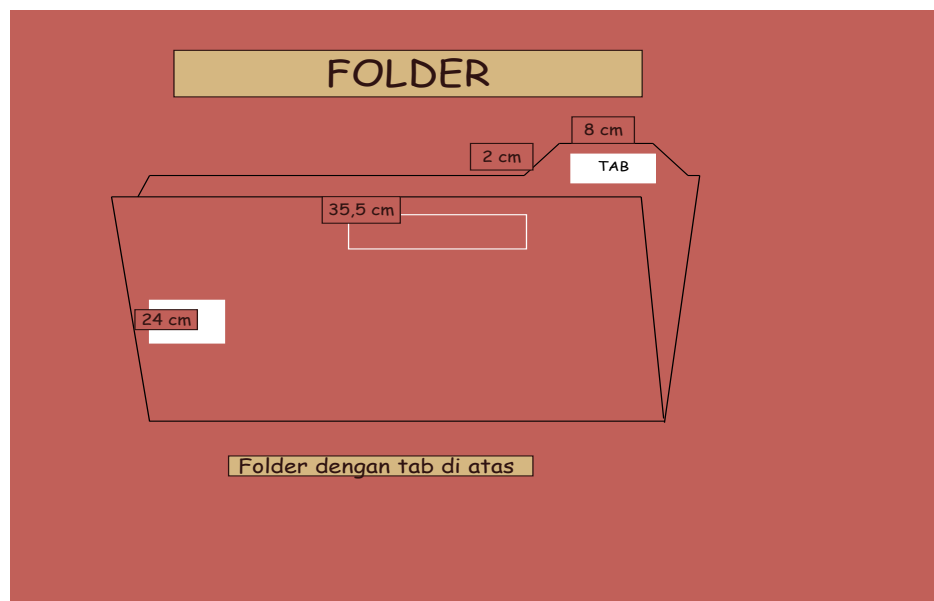 FOLDER
8 cm
2 cm
TAB
35,5 cm
24 cm
Folder dengan tab di atas